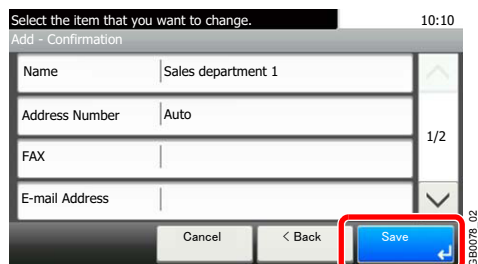 Select the item that you want to change. 10:10
Add - Confirmation
Name Sales department 1
Address Number Auto
1/2
FAX
E-mail Address
Cancel < Back Save
GB0078_02